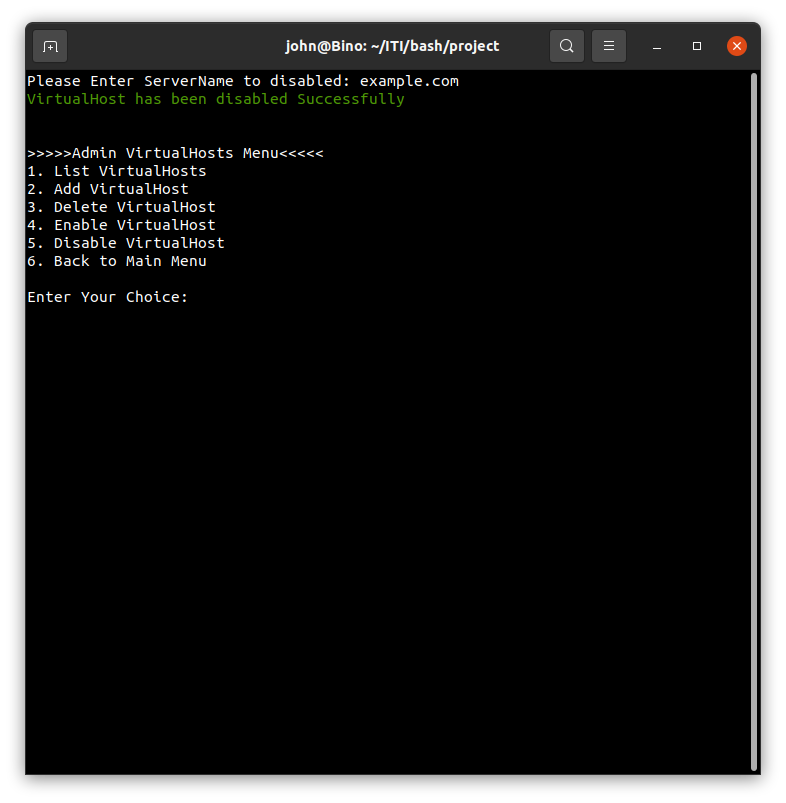 john@Bino: ~/ITI/bash/project
Please Enter ServerName to disabled: example.com
VirtualHost has been disabled Successfully
>>>>>Admin VirtualHosts Menu<<<<<
1. List VirtualHosts
2. Add VirtualHost
3. Delete VirtualHost
4. Enable VirtualHost
5. Disable VirtualHost
6. Back to Main Menu
Enter Your Choice: